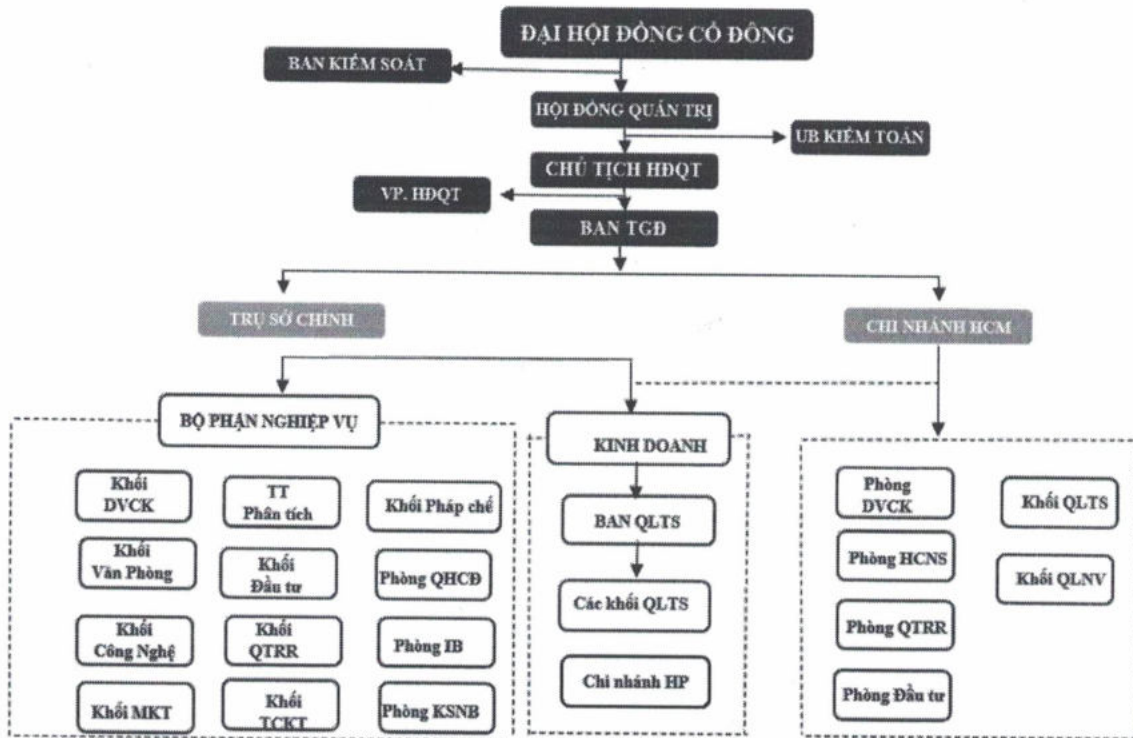 ĐẠI HỘI ĐỒNG CỔ ĐÔNG
BAN KIỂM SOÁT
HỘI ĐỒNG QUẢN TRỊ
UB KIỂM TOÁN
CHỦ TỊCH HĐQT
VP. HĐQT
BAN TGĐ
TRỤ SỞ CHÍNH
CHI NHÁNH HCM
BỘ PHẬN NGHIỆP VỤ
Khối
DVCK
TT
Phân tích
Khối Pháp chế
Khối
Văn Phòng
Khối
Đầu tư
Phòng QHCĐ
Khối
Công Nghệ
Khối
QTRR
Phòng IB
Khối MKT
Khối
TCKT
Phòng KSNB
KINH DOANH
BAN QLTS
Các khối QLTS
Chi nhánh HP
Phòng
DVCK
Khối QLTS
Phòng HCNS
Khối QLNV
Phòng QTRR
Phòng Đầu tư